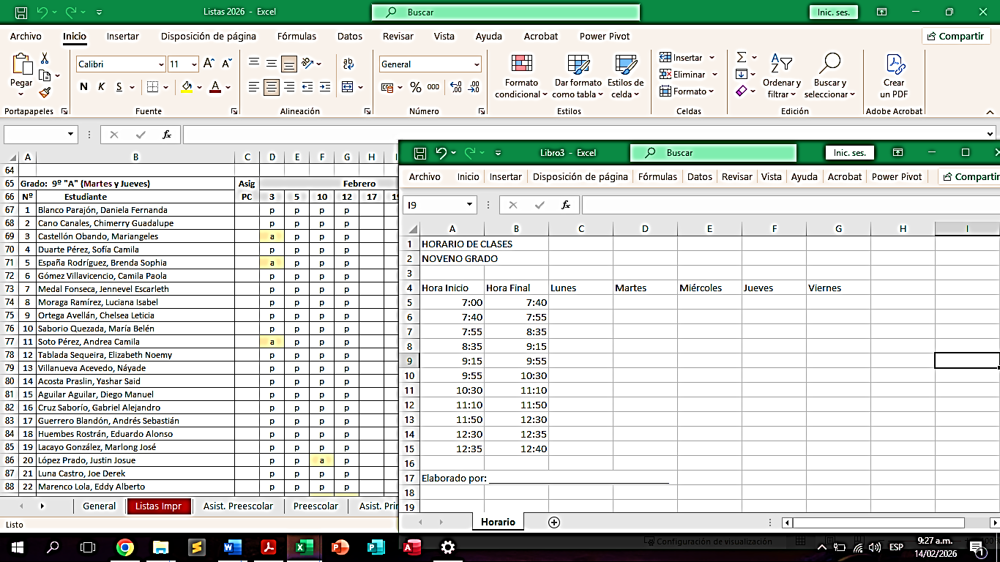 Listas 2026 - Excel
Buscar
Inic. ses.
Archivo Inicio Insertar Disposición de página Fórmulas Datos Revisar Vista Ayuda Acrobat Power Pivot Compartir
Pegar
Calibri 11
N K S
ab
General
% 000
Formato condicional
Dar formato como tabla
Estilos de celda
Insertar
Eliminar
Formato
Ordenar y filtrar
Buscar y seleccionar
Crear un PDF
Portapapeles Fuente Alineación Número Estilos Celdas Edición Adobe Acrobat
fx
A B C D E F G H I
64
65 Grado: 9º "A" (Martes y Jueves) Asig Febrero
66 Nº Estudiante PC 3 5 10 12 17 19
67 1 Blanco Parajón, Daniela Fernanda p p p p
68 2 Cano Canales, Chimerry Guadalupe p p p p
69 3 Castellón Obando, Mariangeles a p p p
70 4 Duarte Pérez, Sofía Camila p p p p
71 5 España Rodríguez, Brenda Sophia a p p p
72 6 Gómez Villavicencio, Camila Paola p p p p
73 7 Medal Fonseca, Jennevel Escarleth p p p p
74 8 Moraga Ramírez, Luciana Isabel p p p p
75 9 Ortega Avellán, Chelsea Leticia p p p p
76 10 Saborio Quezada, María Belén p p p p
77 11 Soto Pérez, Andrea Camila a p p p
78 12 Tablada Sequeira, Elizabeth Noemy p p p p
79 13 Villanueva Acevedo, Náyade p p p p
80 14 Acosta Praslin, Yashar Said p p p p
81 15 Aguilar Aguilar, Diego Manuel p p p p
82 16 Cruz Saborío, Gabriel Alejandro p p p p
83 17 Guerrero Blandón, Andrés Sebastián p p p p
84 18 Huembes Rostrán, Eduardo Alonso p p p p
85 19 Lacayo González, Marlong José p p p p
86 20 López Prado, Justin Josue p p a p
87 21 Luna Castro, Joe Derek p p p p
88 22 Marenco Lola, Eddy Alberto p p p p
General Listas Impr Asist. Preescolar Preescolar Asist. Prin
Listo
Libro3 - Excel
Buscar
Inic. ses.
Archivo Inicio Insertar Disposición de página Fórmulas Datos Revisar Vista Ayuda Acrobat Power Pivot Compartir
I9
fx
A B C D E F G H I
1 HORARIO DE CLASES
2 NOVENO GRADO
3
4 Hora Inicio Hora Final Lunes Martes Miércoles Jueves Viernes
5 7:00 7:40
6 7:40 7:55
7 7:55 8:35
8 8:35 9:15
9 9:15 9:55
10 9:55 10:30
11 10:30 11:10
12 11:10 11:50
13 11:50 12:30
14 12:30 12:35
15 12:35 12:40
16
17 Elaborado por:
18
19
Horario
Configuración de visualización
ESP
9:27 a.m.
14/02/2026
1